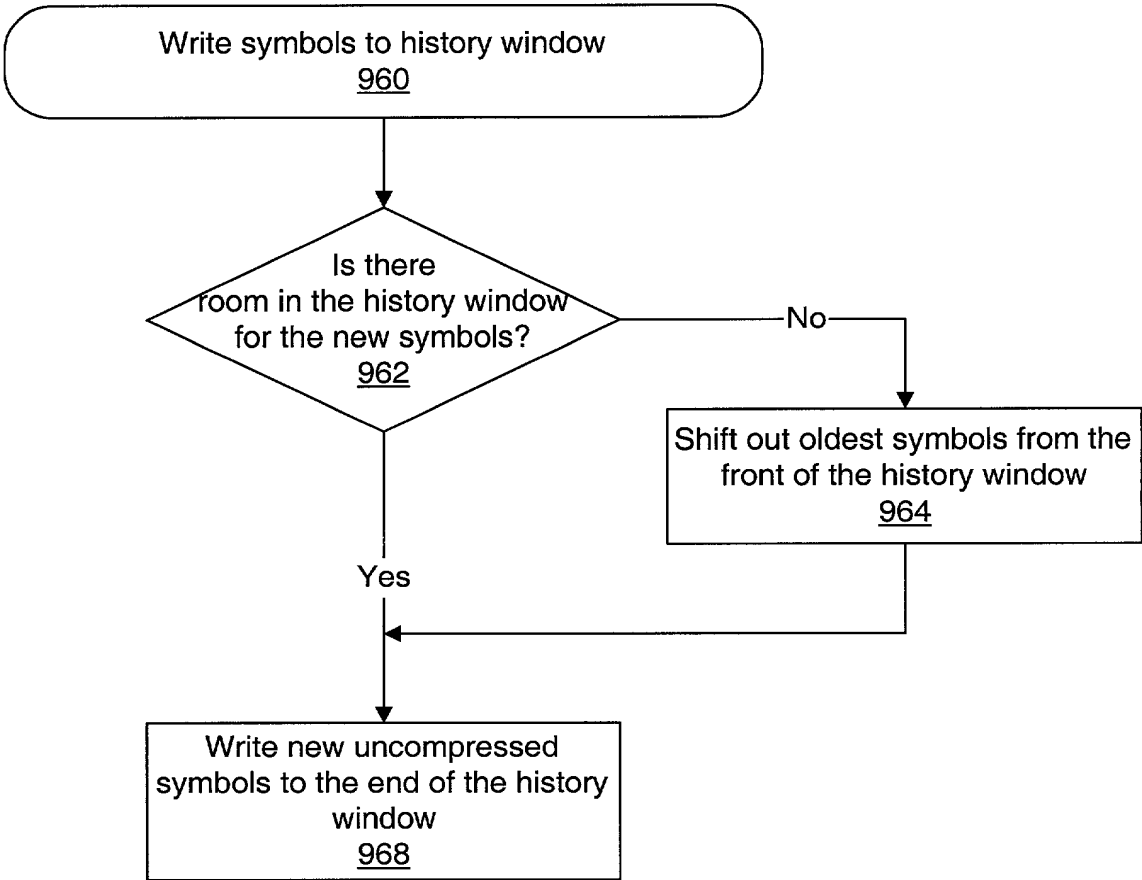 Write symbols to history window
960
Is there
room in the history window
for the new symbols?
962
No
Shift out oldest symbols from the
front of the history window
964
Yes
Write new uncompressed
symbols to the end of the history
window
968